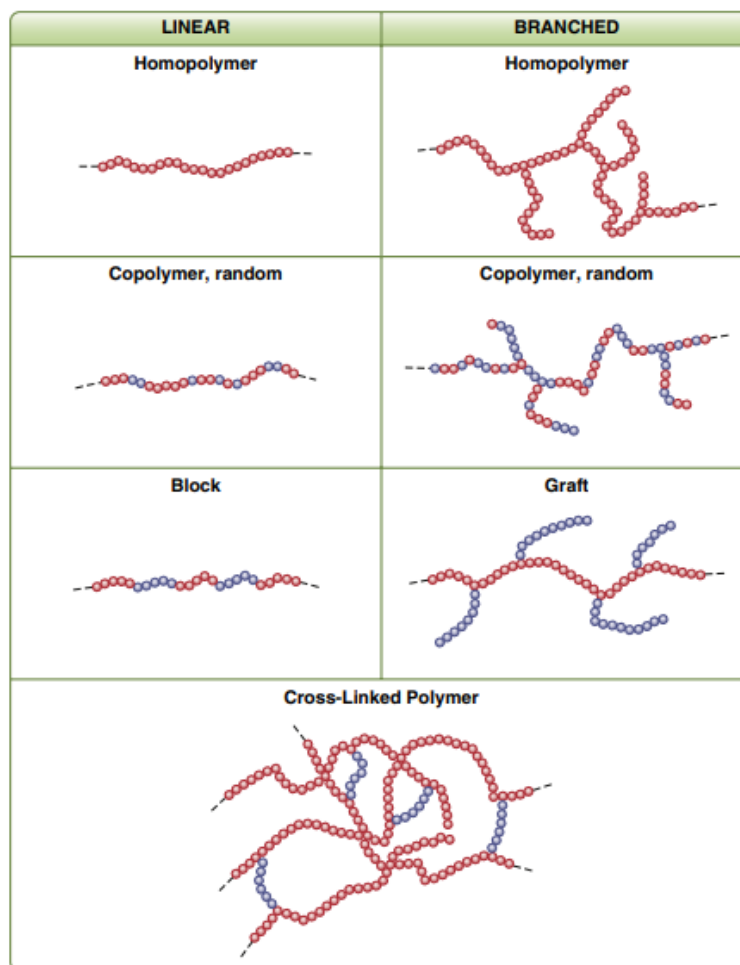 LINEAR
BRANCHED
Homopolymer
Homopolymer
Copolymer, random
Copolymer, random
Block
Graft
Cross-Linked Polymer